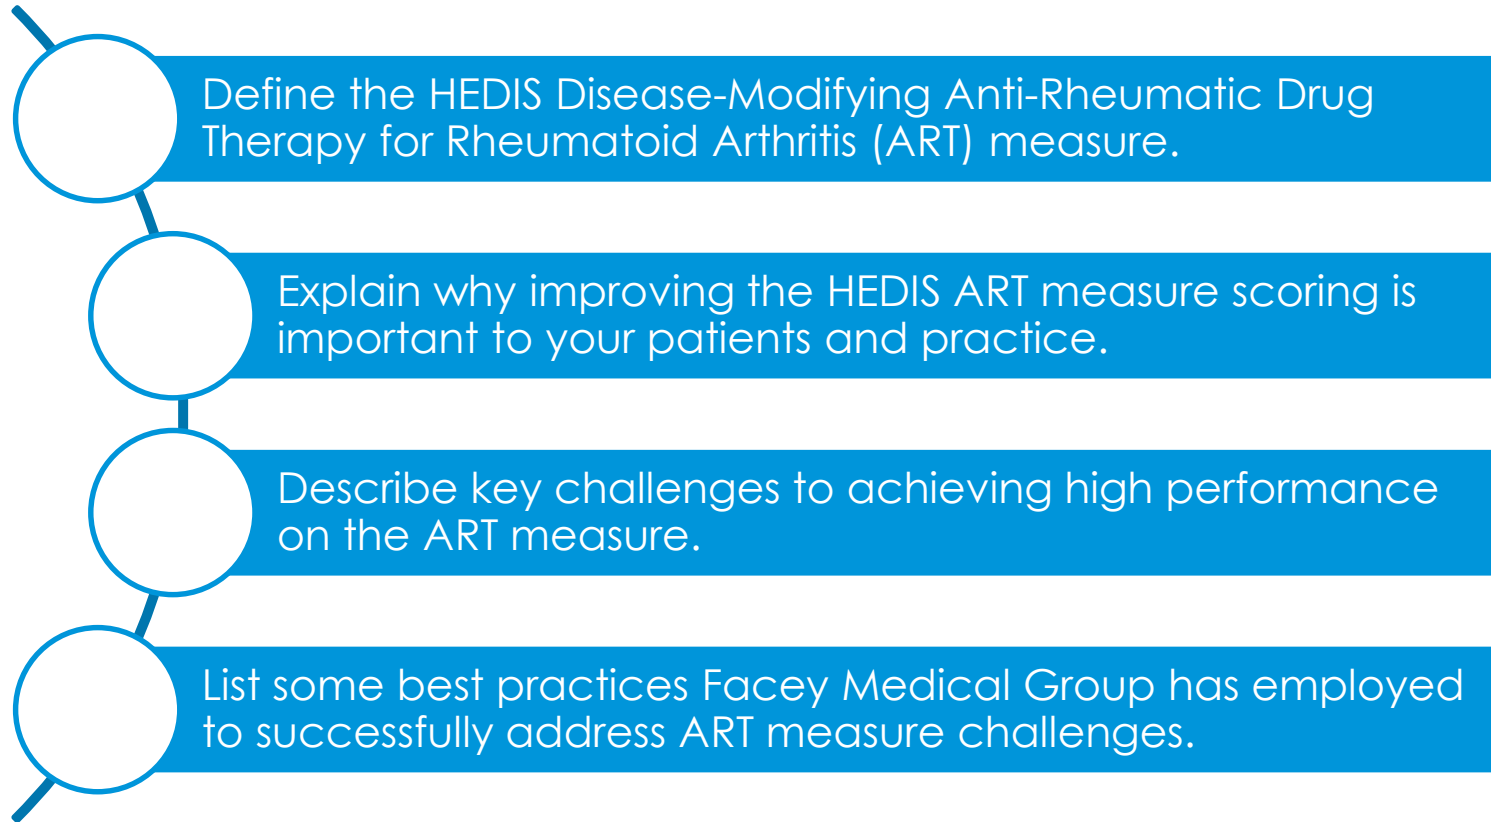 Define the HEDIS Disease-Modifying Anti-Rheumatic Drug
Therapy for Rheumatoid Arthritis (ART) measure.
Explain why improving the HEDIS ART measure scoring is
important to your patients and practice.
Describe key challenges to achieving high performance
on the ART measure.
List some best practices Facey Medical Group has employed
to successfully address ART measure challenges.